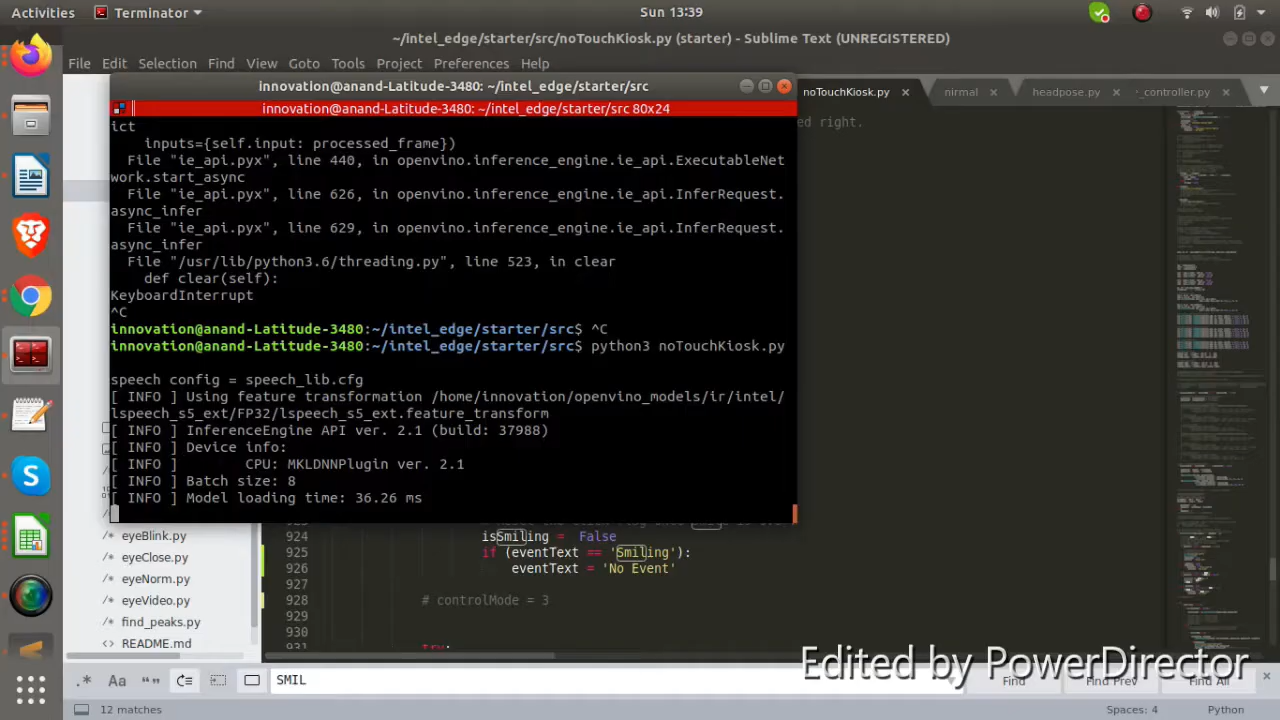 Activities
Terminator
Sun 13:39
~/intel_edge/starter/src/noTouchKiosk.py (starter) - Sublime Text (UNREGISTERED)
File Edit Selection Find View Goto Tools Project Preferences Help
innovation@anand-Latitude-3480: ~/intel_edge/starter/src
innovation@anand-Latitude-3480: ~/intel_edge/starter/src 80x24
noTouchKiosk.py
nirmal
headpose.py
_controller.py
ed right.
ict
inputs={self.input: processed_frame})
File "ie_api.pyx", line 440, in openvino.inference_engine.ie_api.ExecutableNet
work.start_async
File "ie_api.pyx", line 626, in openvino.inference_engine.ie_api.InferRequest.
async_infer
File "ie_api.pyx", line 629, in openvino.inference_engine.ie_api.InferRequest.
async_infer
File "/usr/lib/python3.6/threading.py", line 525, in clear
def clear(self):
KeyboardInterrupt
^C
innovation@anand-Latitude-3480:~/intel_edge/starter/src$ ^C
innovation@anand-Latitude-3480:~/intel_edge/starter/src$ python3 noTouchKiosk.py
speech config = speech_lib.cfg
[ INFO ] Using feature transformation /home/innovation/openvino_models/ir/intel/
lspeech_s5_ext/FP32/lspeech_s5_ext.feature_transform
[ INFO ] InferenceEngine API ver. 2.1 (build: 37988)
[ INFO ] Device info:
[ INFO ] CPU: MKLDNNPlugin ver. 2.1
[ INFO ] Batch size: 8
[ INFO ] Model loading time: 36.26 ms
924 isSmiling = False
925 if (eventText == 'Smiling'):
926 eventText = 'No Event'
927
928 # controlMode = 3
929
930
931 try:
/* eyeBlink.py
/* eyeClose.py
/* eyeNorm.py
/* eyeVideo.py
/* find_peaks.py
<> README.md
Edited by PowerDirector
.* Aa “” SMIL
Find
Find Prev
Find All
12 matches
Spaces: 4
Python